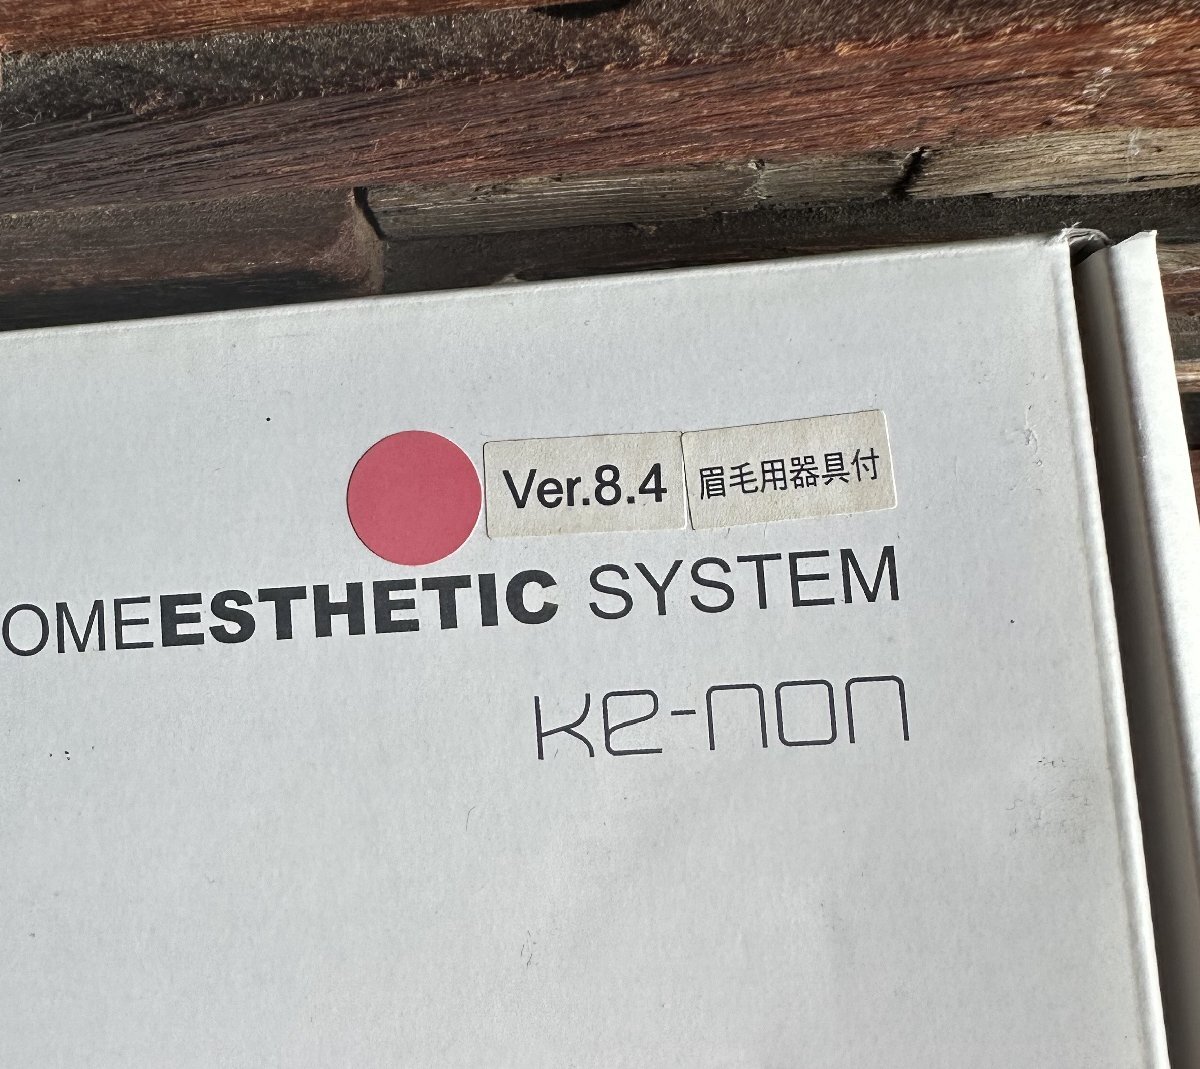 Ver.8.4 眉毛用器具付
OMEESTHETIC SYSTEM
ke-non